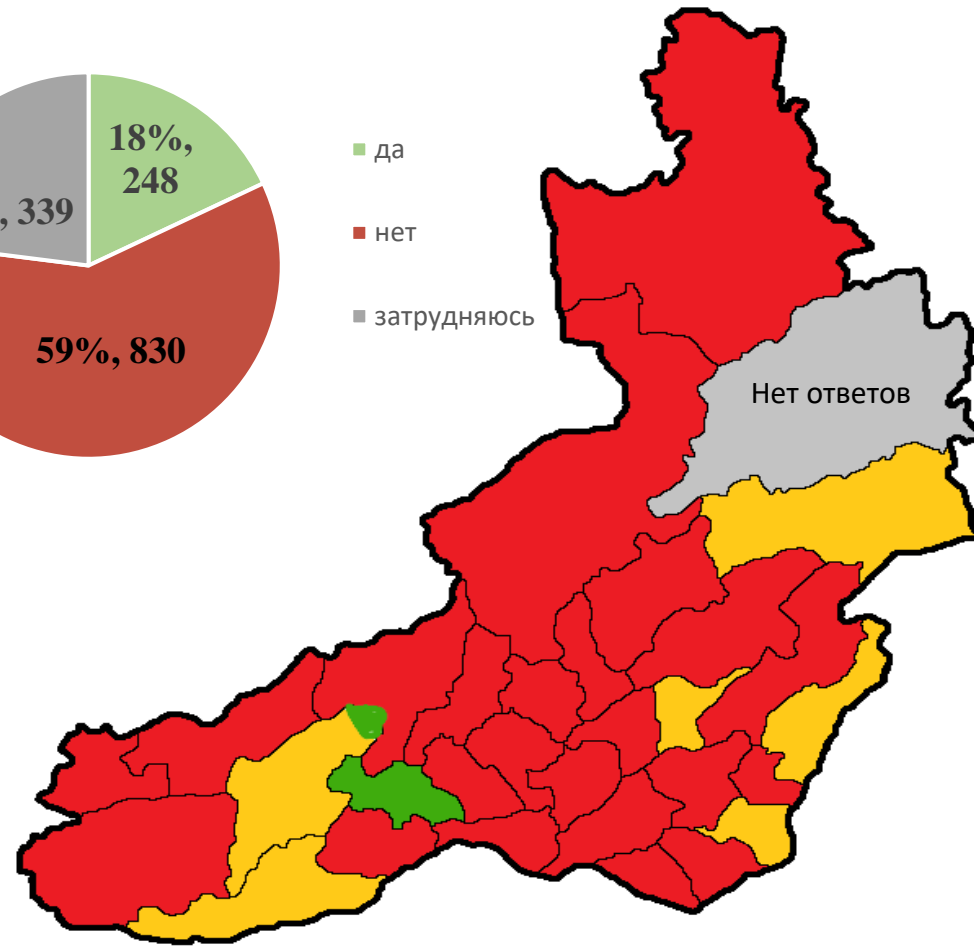 18%,
248
, 339
59%, 830
да
нет
затрудняюсь
Нет ответов